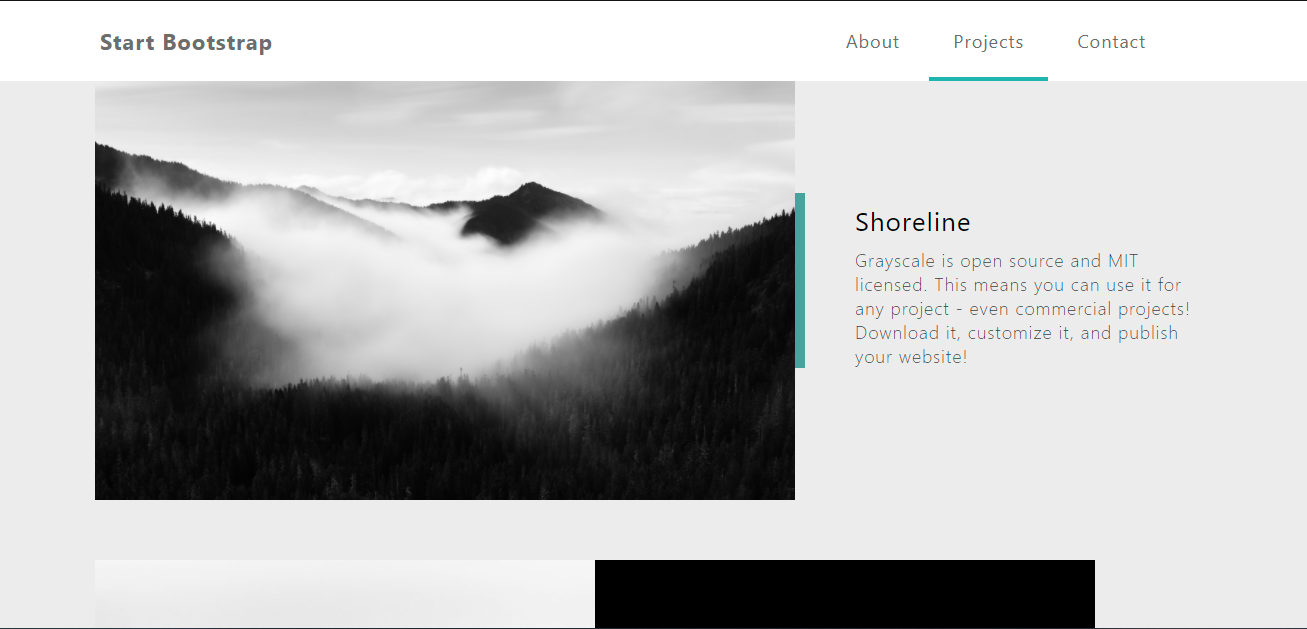 Start Bootstrap
About Projects Contact
Shoreline
Grayscale is open source and MIT
licensed. This means you can use it for
any project - even commercial projects!
Download it, customize it, and publish
your website!